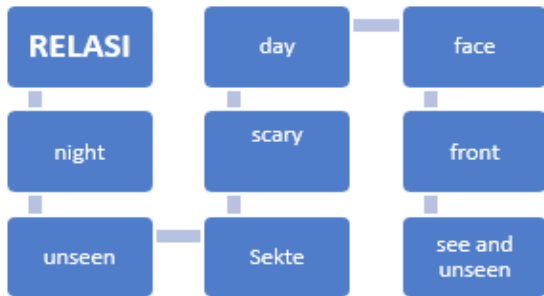 RELASI
night
unseen
Sekte
scary
day
face
front
see and
unseen